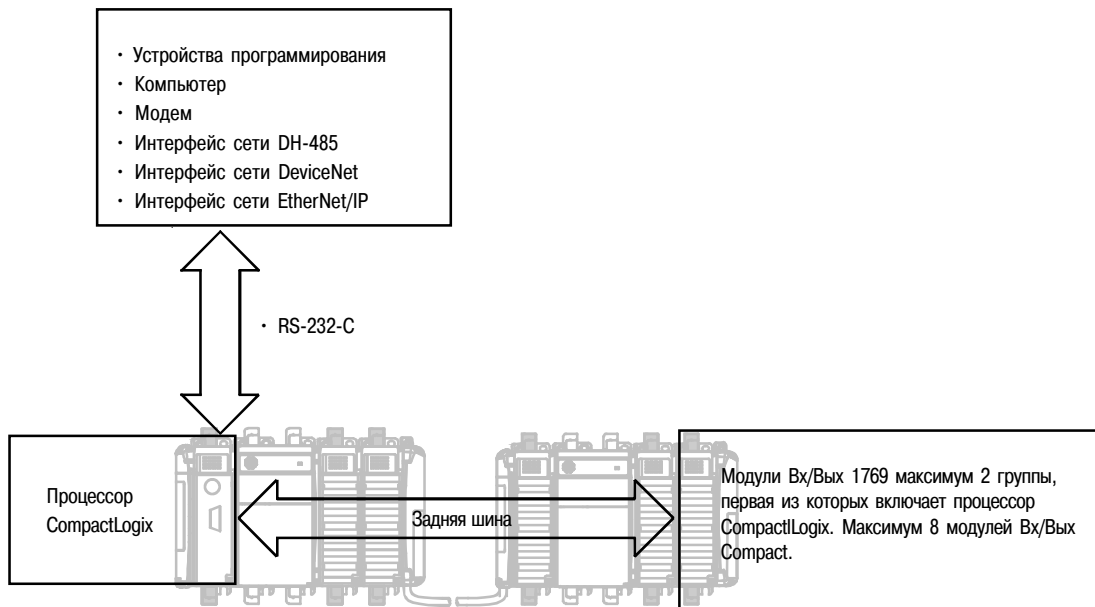 · Устройства программирования
· Компьютер
· Модем
· Интерфейс сети DH-485
· Интерфейс сети DeviceNet
· Интерфейс сети EtherNet/IP
· RS-232-C
Процессор
CompactLogix
Задняя шина
Модули Вх/Вых 1769 максимум 2 группы,
первая из которых включает процессор
CompactlLogix. Максимум 8 модулей Вх/Вых
Compact.